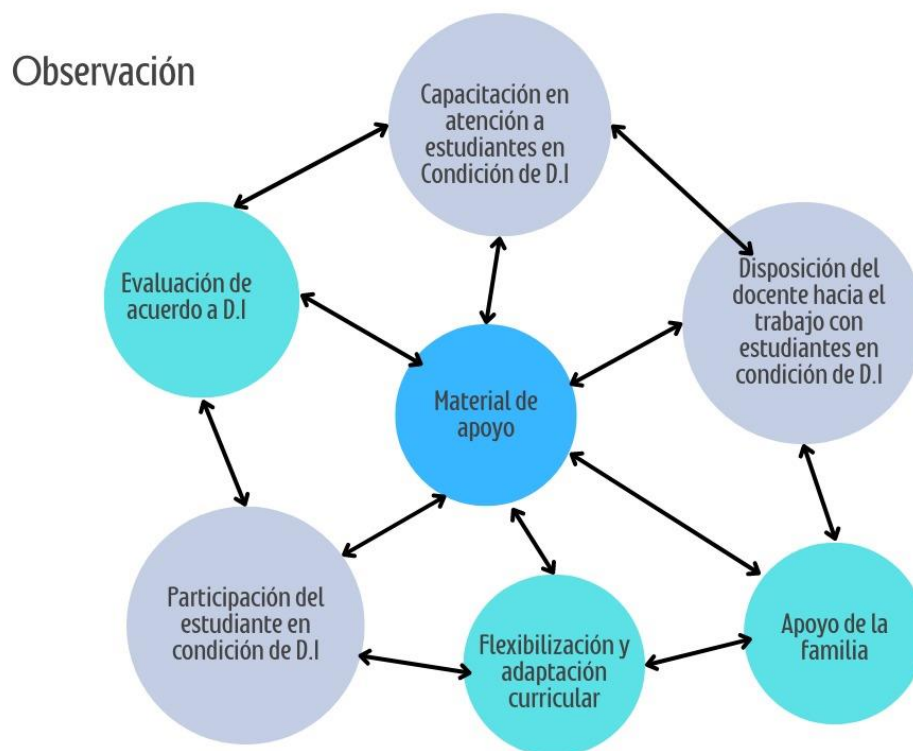 Observación
Capacitación en
atención a
estudiantes en
Condición de D.I
Evaluación de
acuerdo a D.I
Disposición del
docente hacia el
trabajo con
estudiantes en
condición de D.I
Material de
apoyo
Participación del
estudiante en
condición de D.I
Flexibilización y
adaptación
curricular
Apoyo de la
familia